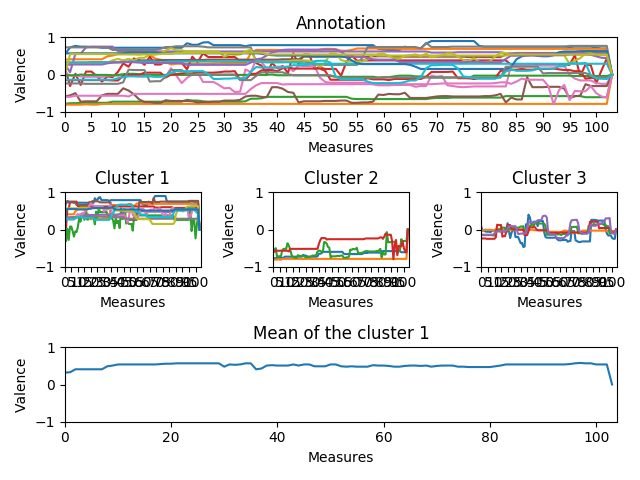 Annotation
1
0
−1
Valence
0 5 10 15 20 25 30 35 40 45 50 55 60 65 70 75 80 85 90 95 100
Measures
Cluster 1 Cluster 2 Cluster 3
1 1 1
0 0 0
−1 −1 −1
Valence Valence Valence
Measures Measures Measures
Mean of the cluster 1
1
0
−1
Valence
0 20 40 60 80 100
Measures